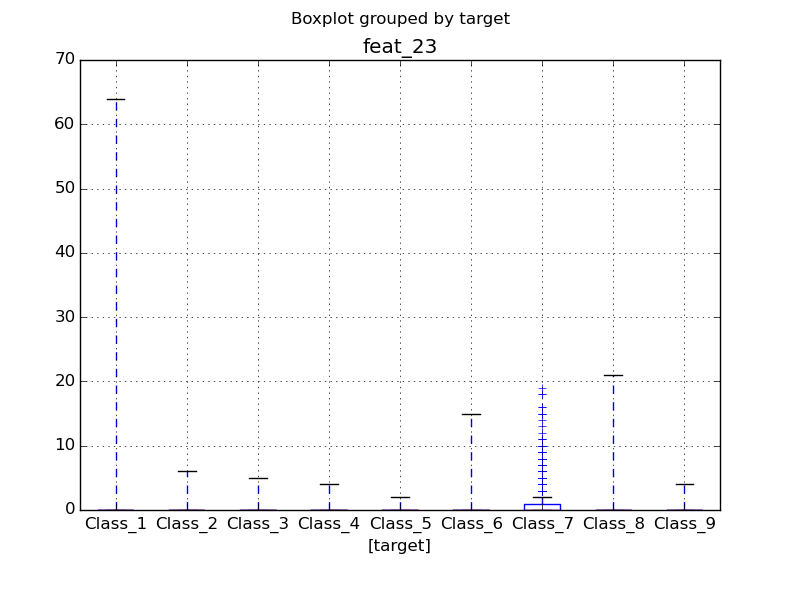 Boxplot grouped by target
feat_23
70
60
50
40
30
20
10
0
Class_1 Class_2 Class_3 Class_4 Class_5 Class_6 Class_7 Class_8 Class_9
[target]